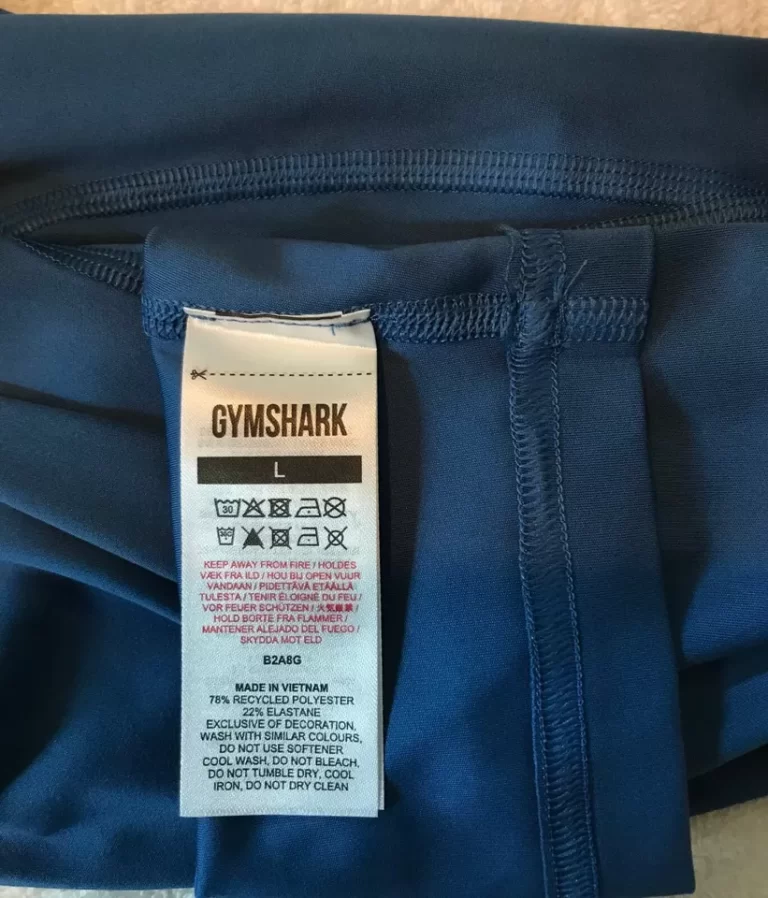 GYMSHARK
L
30
KEEP AWAY FROM FIRE / HOLDES
VÆK FRA ILD / HOU BIJ OPEN VUUR
VANDAAN / PIDETTÄVÄ ETÄÄLLÄ
TULESTA / TENIR ÉLOIGNÉ DU FEU /
VOR FEUER SCHÜTZEN / 火気厳禁 /
HOLD BORTE FRA FLAMMER /
MANTENER ALEJADO DEL FUEGO /
SKYDDA MOT ELD
B2A8G
MADE IN VIETNAM
78% RECYCLED POLYESTER
22% ELASTANE
EXCLUSIVE OF DECORATION,
WASH WITH SIMILAR COLOURS,
DO NOT USE SOFTENER
COOL WASH, DO NOT BLEACH,
DO NOT TUMBLE DRY, COOL
IRON, DO NOT DRY CLEAN